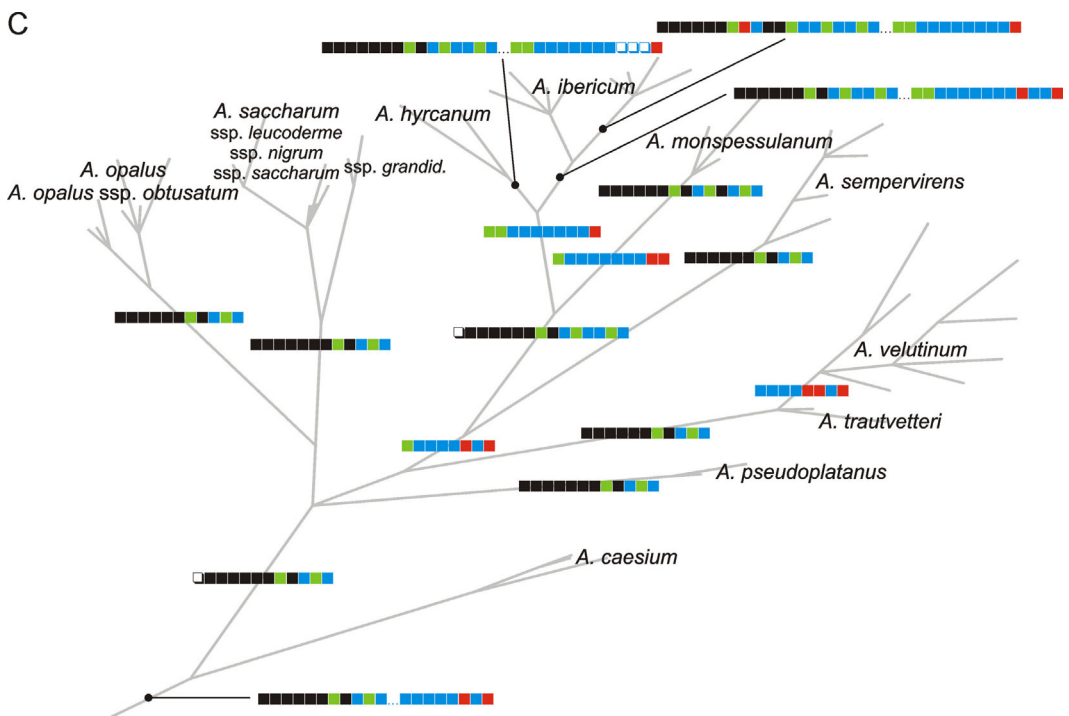 C
A. ibericum
A. saccharum
ssp. leucoderme
ssp. nigrum
ssp. saccharum
ssp. grandid.
A. hyrcanum
A. monspessulanum
A. opalus
A. opalus ssp. obtusatum
A. sempervirens
A. velutinum
A. trautvetteri
A. pseudoplatanus
A. caesium